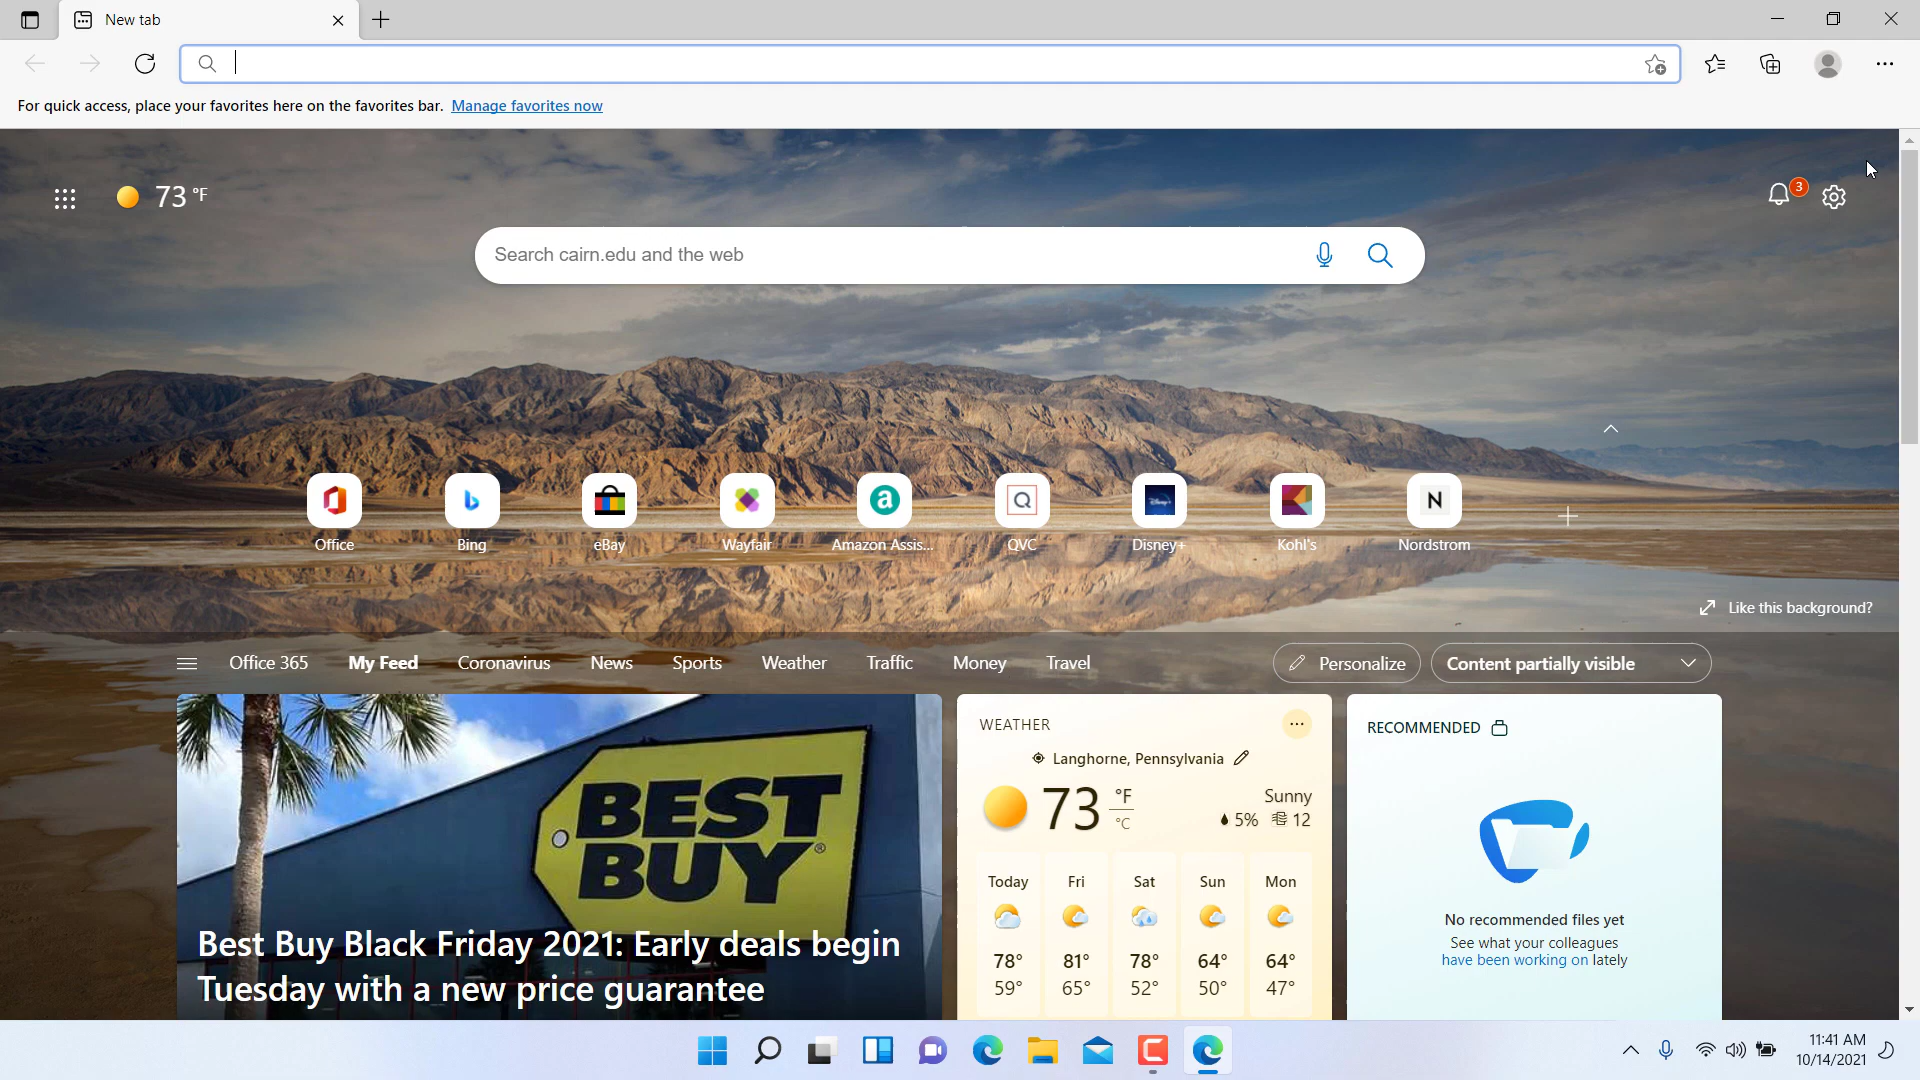 New tab
For quick access, place your favorites here on the favorites bar. Manage favorites now
73 °F
3
Search cairn.edu and the web
Office Bing eBay Wayfair Amazon Assis... QVC Disney+ Kohl's Nordstrom
Like this background?
Office 365 My Feed Coronavirus News Sports Weather Traffic Money Travel Personalize Content partially visible
BEST
BUY®
Best Buy Black Friday 2021: Early deals begin
Tuesday with a new price guarantee
WEATHER
Langhorne, Pennsylvania
73 °F
°C
Sunny
5% 12
Today Fri Sat Sun Mon
78° 81° 78° 64° 64°
59° 65° 52° 50° 47°
RECOMMENDED
No recommended files yet
See what your colleagues
have been working on lately
11:41 AM
10/14/2021